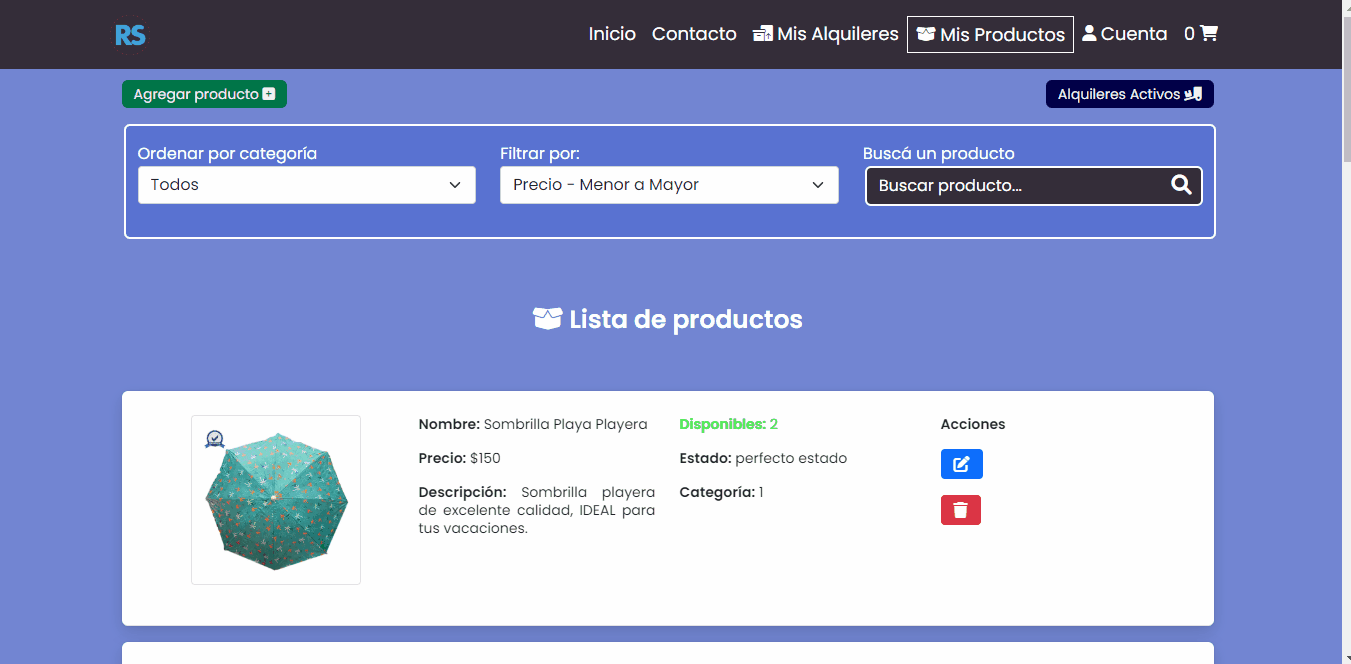 RS
Inicio
Contacto
Mis Alquileres
Mis Productos
Cuenta
0
Agregar producto
Alquileres Activos
Ordenar por categoría
Filtrar por:
Buscá un producto
Todos
Precio - Menor a Mayor
Buscar producto...
Lista de productos
Nombre: Sombrilla Playa Playera
Precio: $150
Descripción: Sombrilla playera
de excelente calidad, IDEAL para
tus vacaciones.
Disponibles: 2
Estado: perfecto estado
Categoría: 1
Acciones